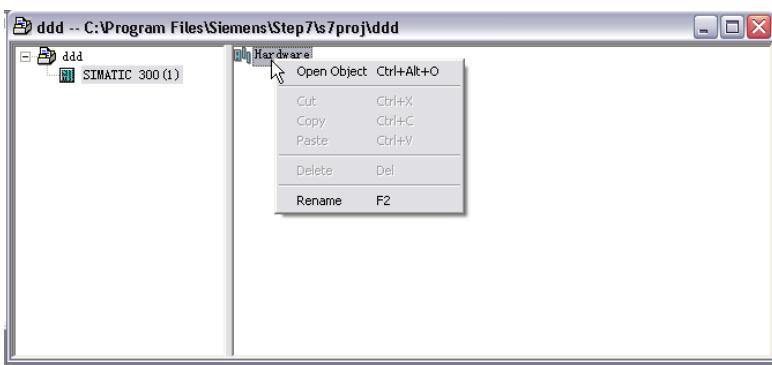 ddd -- C:\Program Files\Siemens\Step7\s7proj\ddd
ddd
SIMATIC 300(1)
Hardware
Open Object Ctrl+Alt+O
Cut Ctrl+X
Copy Ctrl+C
Paste Ctrl+V
Delete Del
Rename F2